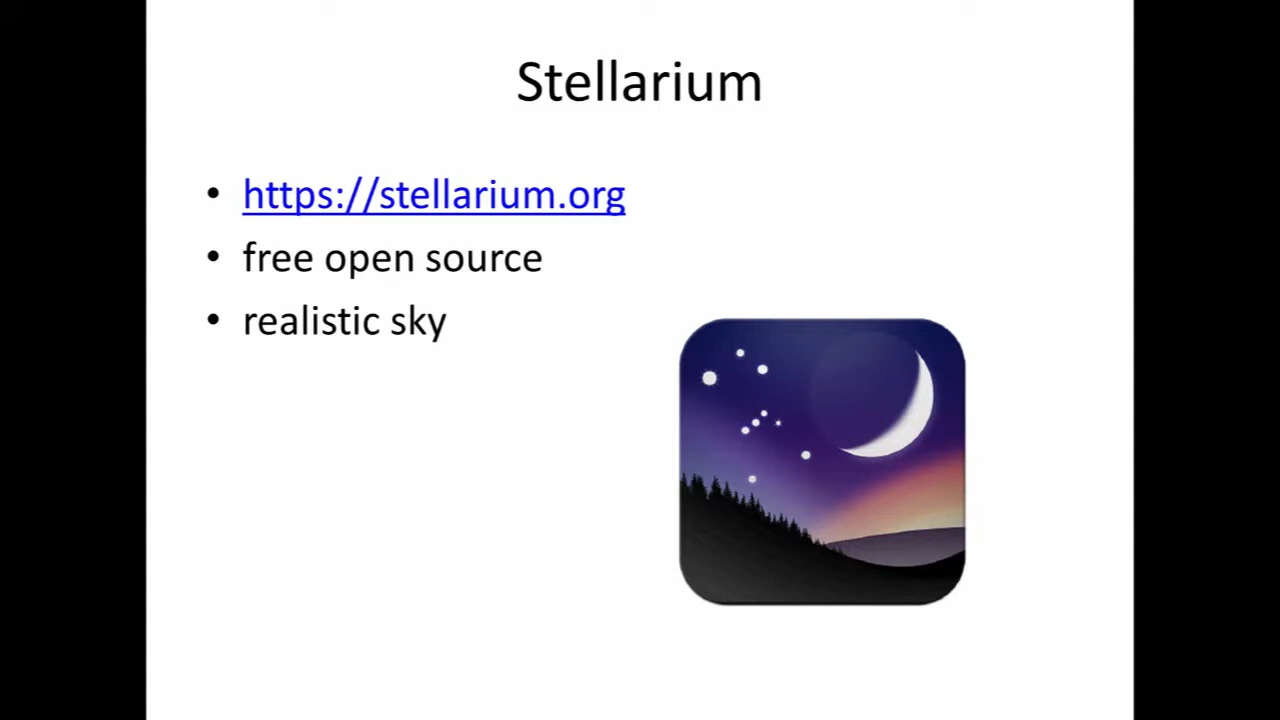 Stellarium
• https://stellarium.org
• free open source
• realistic sky